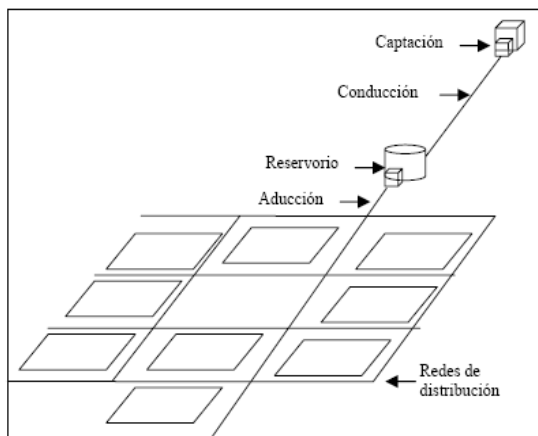 Captación
Conducción
Reservorio
Aducción
Redes de
distribución